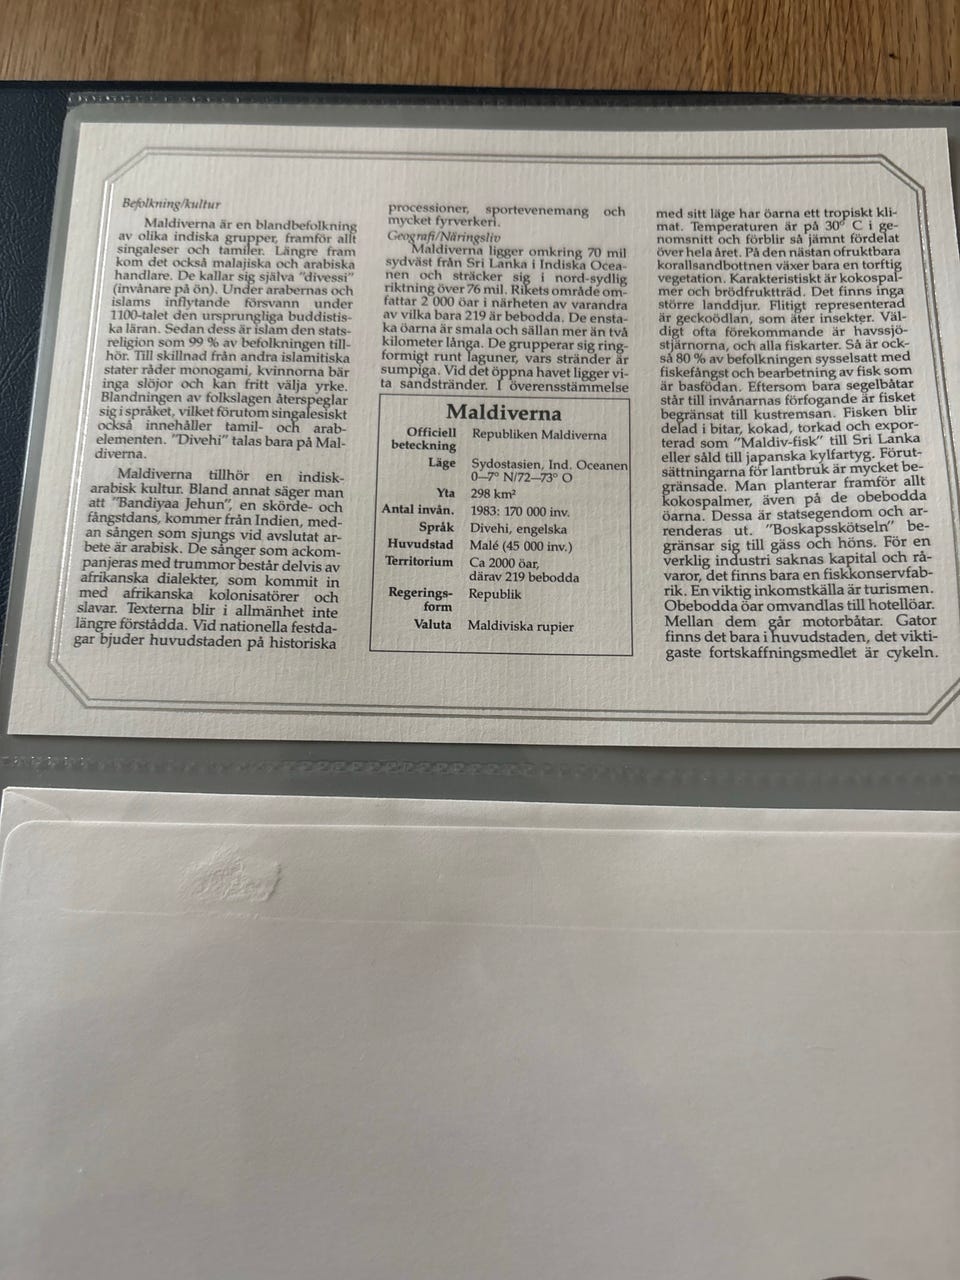 Befolkning/kultur
Maldiverna är en blandbefolkning
av olika indiska grupper, framför allt
singaleser och tamiler. Längre fram
kom det också malajiska och arabiska
handlare. De kallar sig själva "divessi"
(invånare på ön). Under arabernas och
islams inflytande försvann under
1100-talet den ursprungliga buddistis-
ka läran. Sedan dess är islam den stats-
religion som 99 % av befolkningen till-
hör. Till skillnad från andra islamitiska
stater råder monogami, kvinnorna bär
inga slöjor och kan fritt välja yrke.
Blandningen av folkslagen återspeglar
sig i språket, vilket förutom singalesiskt
också innehåller tamil- och arab-
elementen. "Divehi" talas bara på Mal-
diverna.
Maldiverna tillhör en indisk-
arabisk kultur. Bland annat säger man
att "Bandiyaa Jehun", en skörde- och
fångstdans, kommer från Indien, med-
an sången som sjungs vid avslutat ar-
bete är arabisk. De sånger som ackom-
panjeras med trummor består delvis av
afrikanska dialekter, som kommit in
med afrikanska kolonisatörer och
slavar. Texterna blir i allmänhet inte
längre förstådda. Vid nationella festda-
gar bjuder huvudstaden på historiska
processioner, sportevenemang och
mycket fyrverkeri.
Geografi/Näringsliv
Maldiverna ligger omkring 70 mil
sydväst från Sri Lanka i Indiska Ocea-
nen och sträcker sig i nord-sydlig
riktning över 76 mil. Rikets område om-
fattar 2 000 öar i närheten av varandra
av vilka bara 219 är bebodda. De ensta-
ka öarna är smala och sällan mer än två
kilometer långa. De grupperar sig ring-
formigt runt laguner, vars stränder är
sumpiga. Vid det öppna havet ligger vi-
ta sandstränder. I överensstämmelse
Maldiverna
Officiell beteckning Republiken Maldiverna
Läge Sydostasien, Ind. Oceanen
0–7° N/72–73° O
Yta 298 km²
Antal invån. 1983: 170 000 inv.
Språk Divehi, engelska
Huvudstad Malé (45 000 inv.)
Territorium Ca 2000 öar,
därav 219 bebodda
Regerings-
form Republik
Valuta Maldiviska rupier
med sitt läge har öarna ett tropiskt kli-
mat. Temperaturen är på 30° C i ge-
nomsnitt och förblir så jämnt fördelat
över hela året. På den nästan ofruktbara
korallsandbottnen växer bara en torftig
vegetation. Karakteristiskt är kokospal-
mer och brödfruktträd. Det finns inga
större landdjur. Flitigt representerad
är geckoödlan, som äter insekter. Väl-
digt ofta förekommande är havssjö-
stjärnorna, och alla fiskarter. Så är ock-
så 80 % av befolkningen sysselsatt med
fiskefångst och bearbetning av fisk som
är basfödan. Eftersom bara segelbåtar
står till invånarnas förfogande är fisket
begränsat till kustremsan. Fisken blir
delad i bitar, kokad, torkad och expor-
terad som "Maldiv-fisk" till Sri Lanka
eller såld till japanska kylfartyg. Förut-
sättningarna för lantbruk är mycket be-
gränsade. Man planterar framför allt
kokospalmer, även på de obebodda
öarna. Dessa är statsegendom och ar-
renderas ut. "Boskapsskötseln" be-
gränsar sig till gäss och höns. För en
verklig industri saknas kapital och rå-
varor, det finns bara en fiskkonservfab-
rik. En viktig inkomstkälla är turismen.
Obebodda öar omvandlas till hotellöar.
Mellan dem går motorbåtar. Gator
finns det bara i huvudstaden, det vikti-
gaste fortskaffningsmedlet är cykeln.